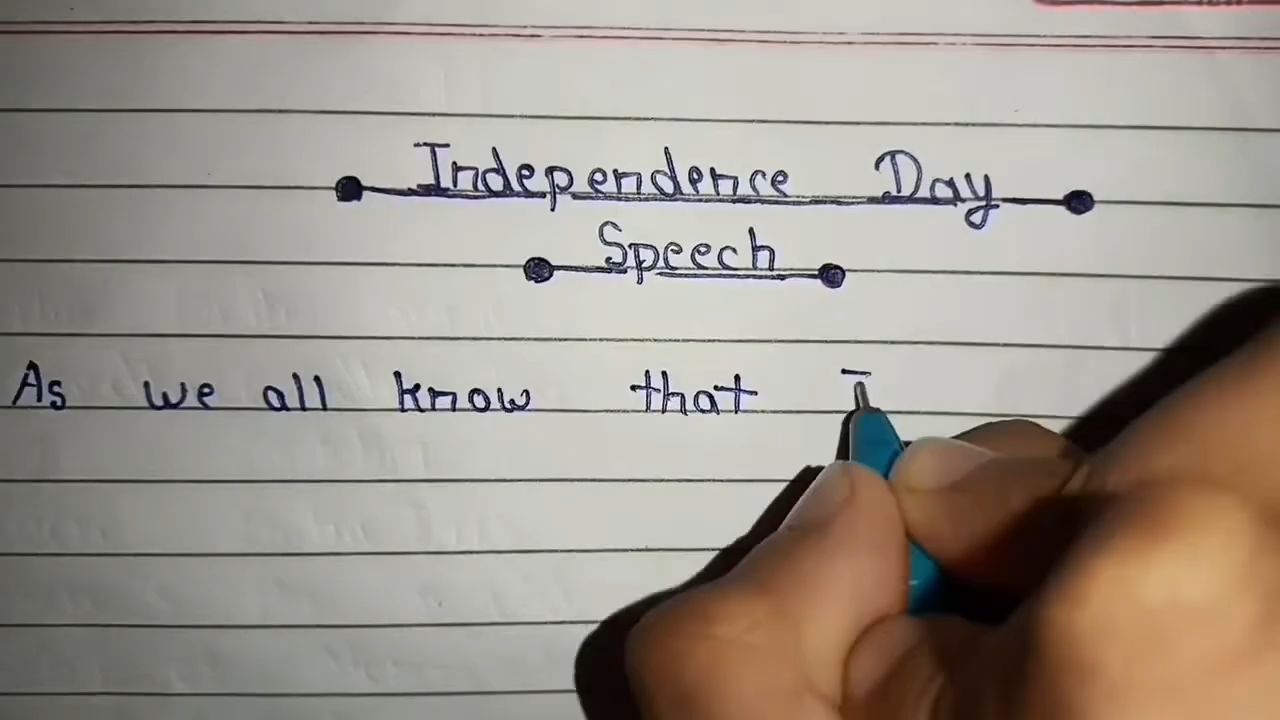 Independence Day
Speech
As we all know that